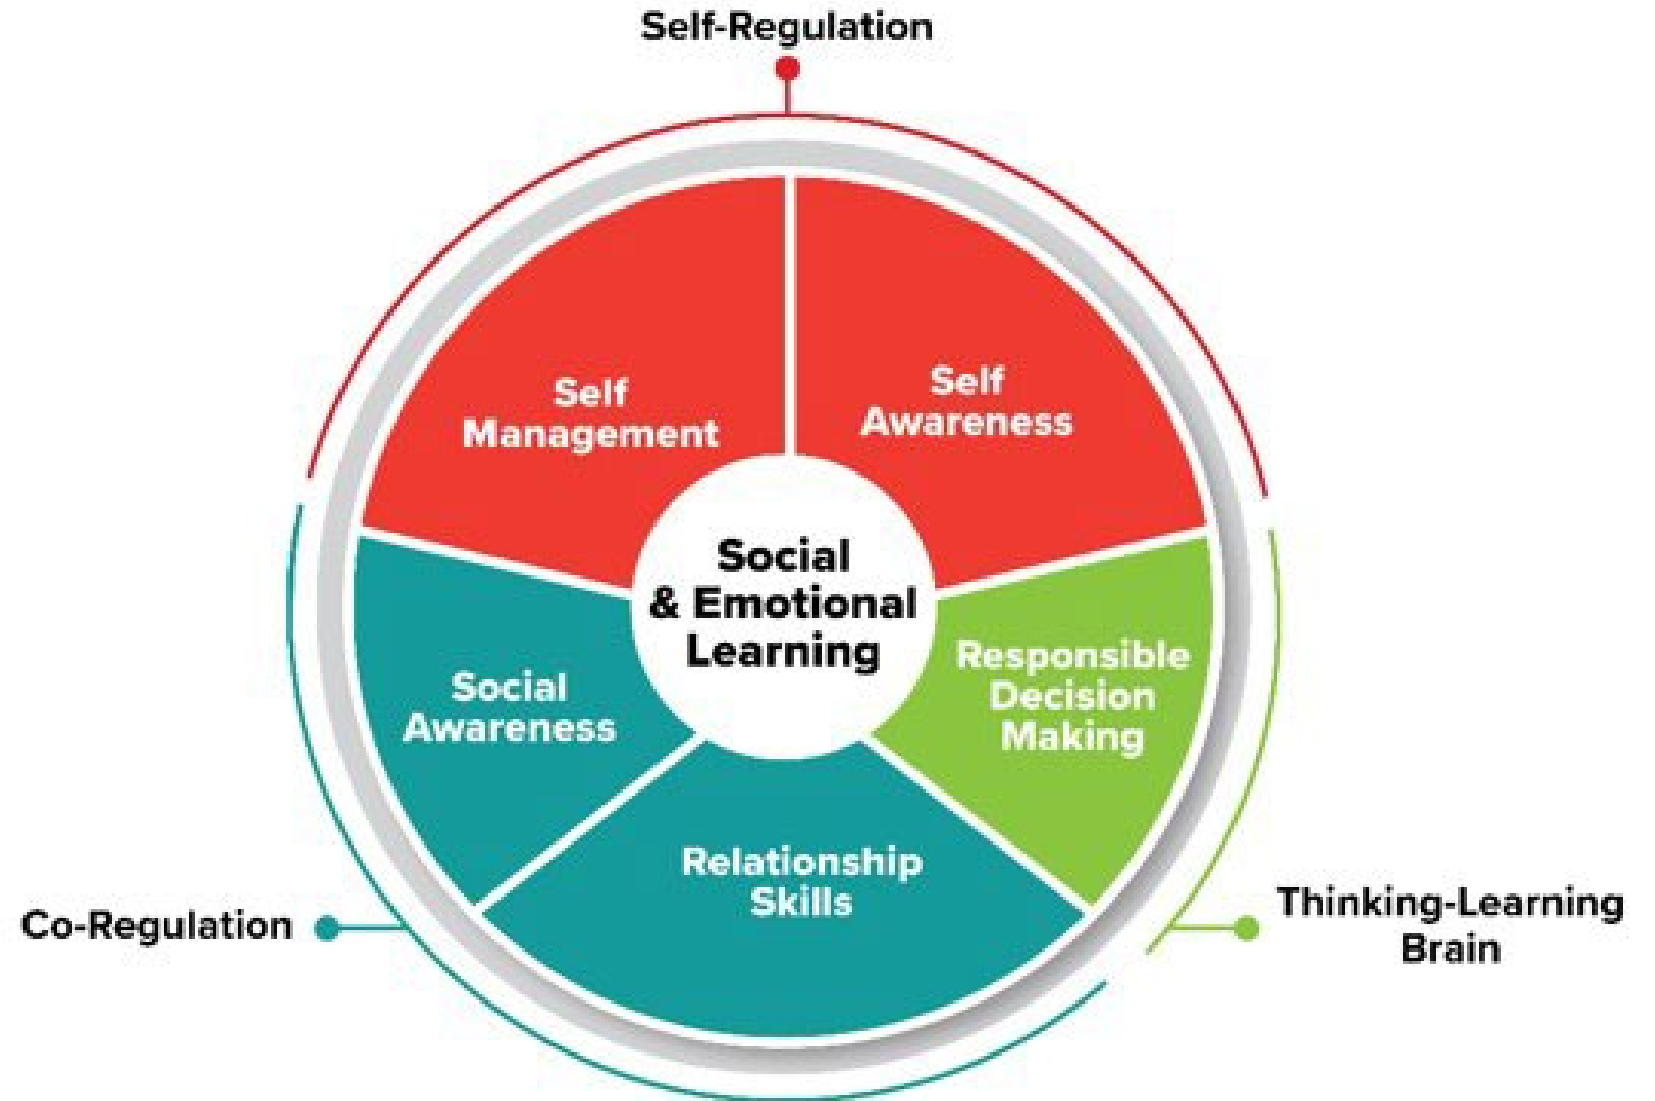 Self-Regulation
Self
Management
Self
Awareness
Social
& Emotional
Learning
Responsible
Decision
Making
Social
Awareness
Relationship
Skills
Co-Regulation
Thinking-Learning
Brain